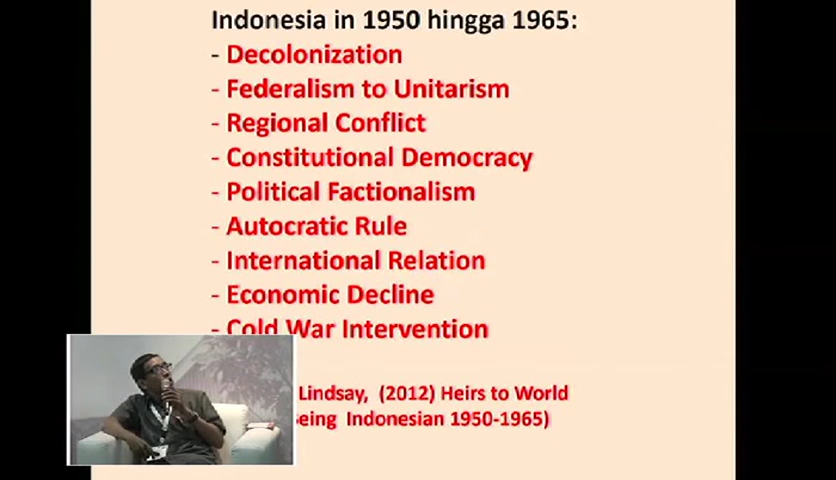 Indonesia in 1950 hingga 1965:
- Decolonization
- Federalism to Unitarism
- Regional Conflict
- Constitutional Democracy
- Political Factionalism
- Autocratic Rule
- International Relation
- Economic Decline
- Cold War Intervention
Lindsay, (2012) Heirs to World
Being Indonesian 1950-1965)